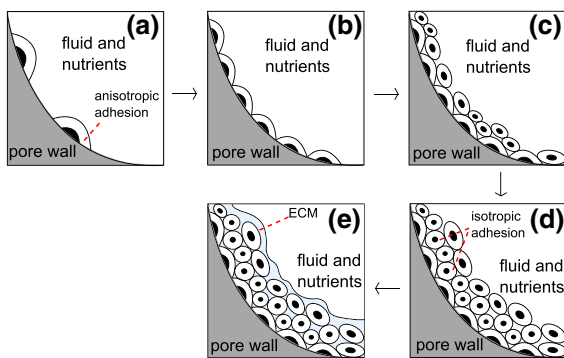 (a)
fluid and
nutrients
anisotropic
adhesion
pore wall
(b)
fluid and
nutrients
pore wall
(c)
fluid and
nutrients
pore wall
(e)
ECM
fluid and
nutrients
pore wall
(d)
isotropic
adhesion
fluid and
nutrients
pore wall